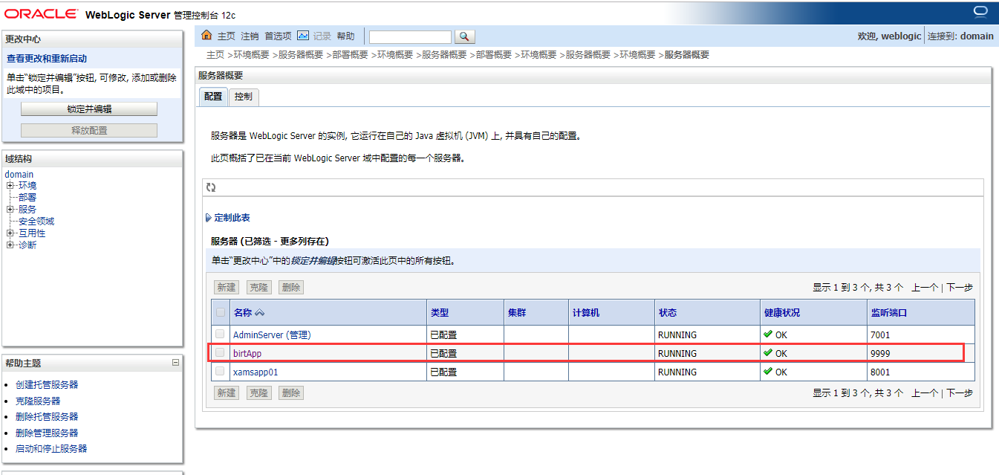 ORACLE WebLogic Server 管理控制台 12c
更改中心
查看更改和重新启动
单击“锁定并编辑”按钮, 可修改, 添加或删除
此域中的项目。
锁定并编辑
释放配置
域结构
domain
环境
部署
服务
安全领域
互用性
诊断
帮助主题
创建托管服务器
克隆服务器
删除托管服务器
删除管理服务器
启动和停止服务器
主页 注销 首选项 记录 帮助
欢迎, weblogic 连接到: domain
主页 >环境概要 >服务器概要 >部署概要 >环境概要 >服务器概要 >部署概要 >环境概要 >服务器概要 >环境概要 >服务器概要
服务器概要
配置 控制
服务器是 WebLogic Server 的实例, 它运行在自己的 Java 虚拟机 (JVM) 上, 并具有自己的配置。
此页概括了已在当前 WebLogic Server 域中配置的每一个服务器。
定制此表
服务器 (已筛选 - 更多列存在)
单击“更改中心”中的锁定并编辑按钮可激活此页中的所有按钮。
新建 克隆 删除 显示 1 到 3 个, 共 3 个 上一个 | 下一步
名称 类型 集群 计算机 状态 健康状况 监听端口
AdminServer (管理) 已配置 RUNNING OK 7001
birtApp 已配置 RUNNING OK 9999
xamsapp01 已配置 RUNNING OK 8001
新建 克隆 删除 显示 1 到 3 个, 共 3 个 上一个 | 下一步